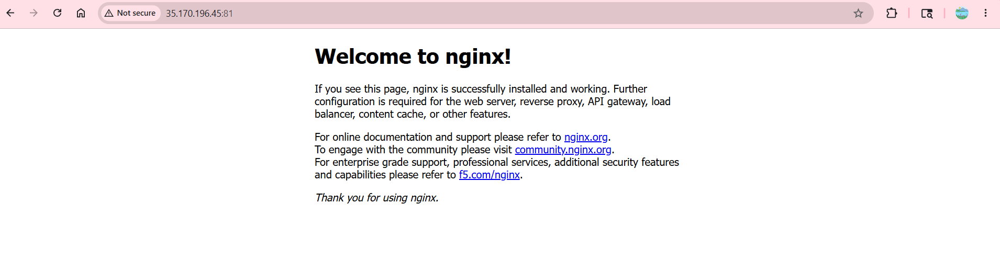 Not secure
35.170.196.45:81
Welcome to nginx!
If you see this page, nginx is successfully installed and working. Further
configuration is required for the web server, reverse proxy, API gateway, load
balancer, content cache, or other features.
For online documentation and support please refer to nginx.org.
To engage with the community please visit community.nginx.org.
For enterprise grade support, professional services, additional security features
and capabilities please refer to f5.com/nginx.
Thank you for using nginx.